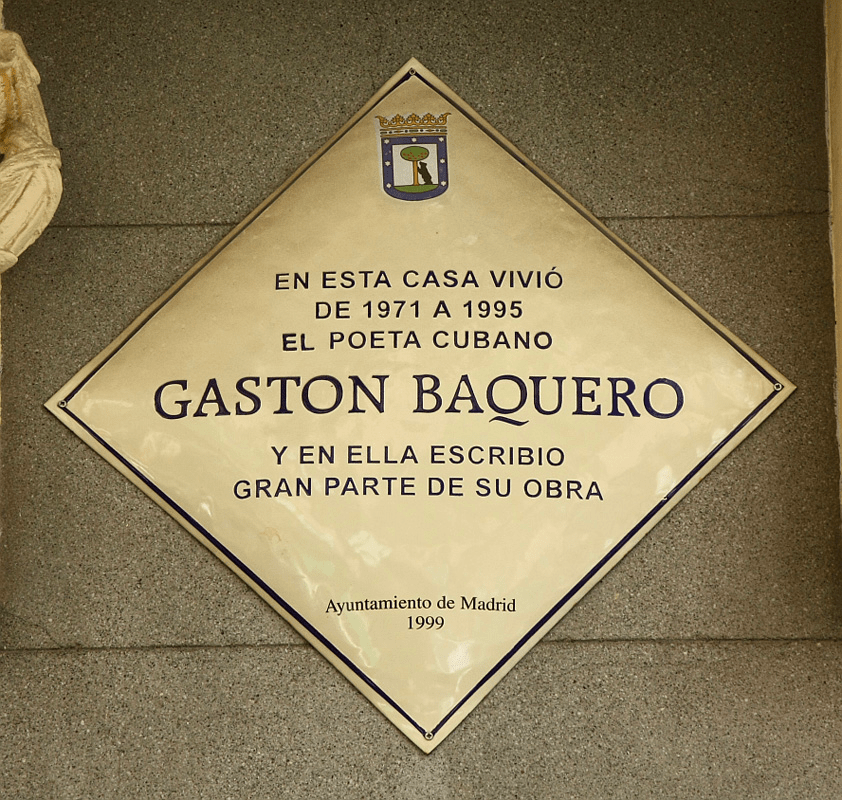 EN ESTA CASA VIVIÓ
DE 1971 A 1995
EL POETA CUBANO
GASTON BAQUERO
Y EN ELLA ESCRIBIO
GRAN PARTE DE SU OBRA
Ayuntamiento de Madrid
1999